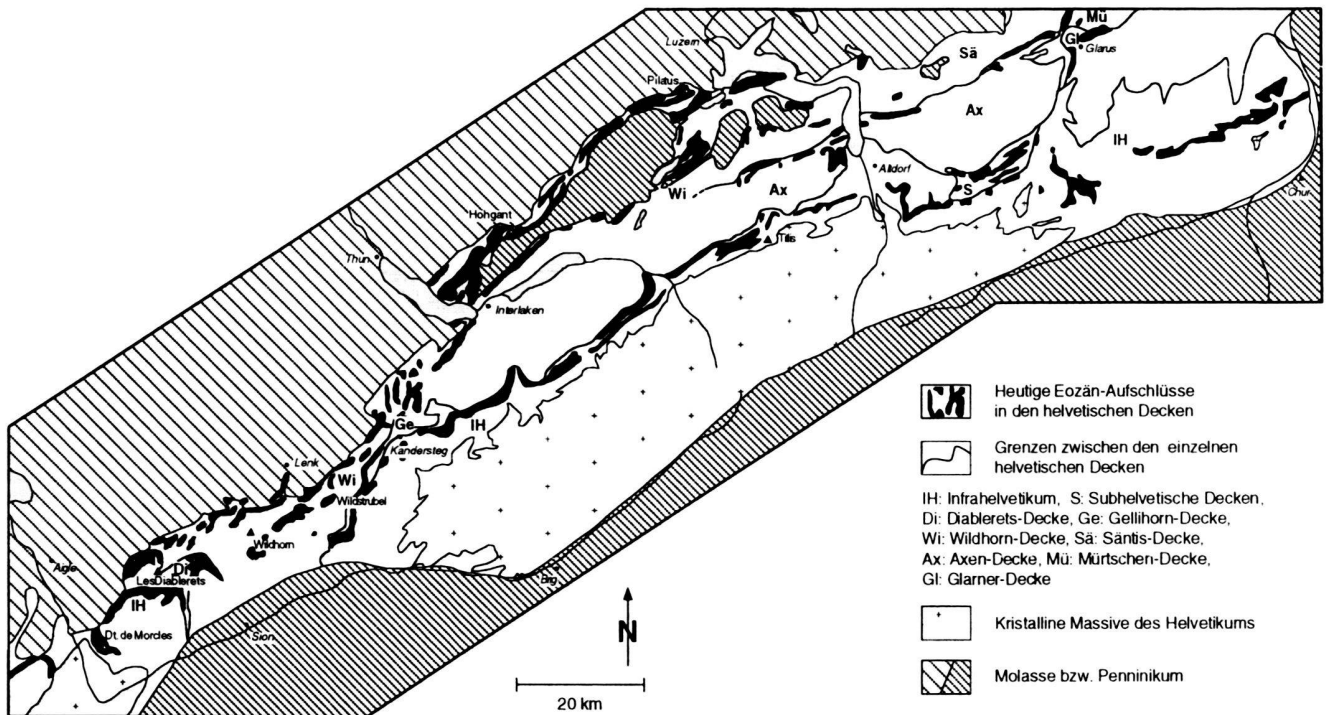 Mü
Luzern
Gl
Glarus
Sä
Pilatus
Ax
IH
Altdorf
Wi
Ax
S
Chur
Hohgant
Titlis
Thun
Interlaken
Ge
IH
Kandersteg
Lenk
Wi
Wildstrubel
Wildhorn
Aigle
Di
Les Diablerets
Brig
IH
Sion
Dt. de Morcles
N
20 km
Heutige Eozän-Aufschlüsse
in den helvetischen Decken
Grenzen zwischen den einzelnen
helvetischen Decken
IH: Infrahelvetikum, S: Subhelvetische Decken,
Di: Diablerets-Decke, Ge: Gellihorn-Decke,
Wi: Wildhorn-Decke, Sä: Säntis-Decke,
Ax: Axen-Decke, Mü: Mürtschen-Decke,
Gl: Glarner-Decke
Kristalline Massive des Helvetikums
Molasse bzw. Penninikum